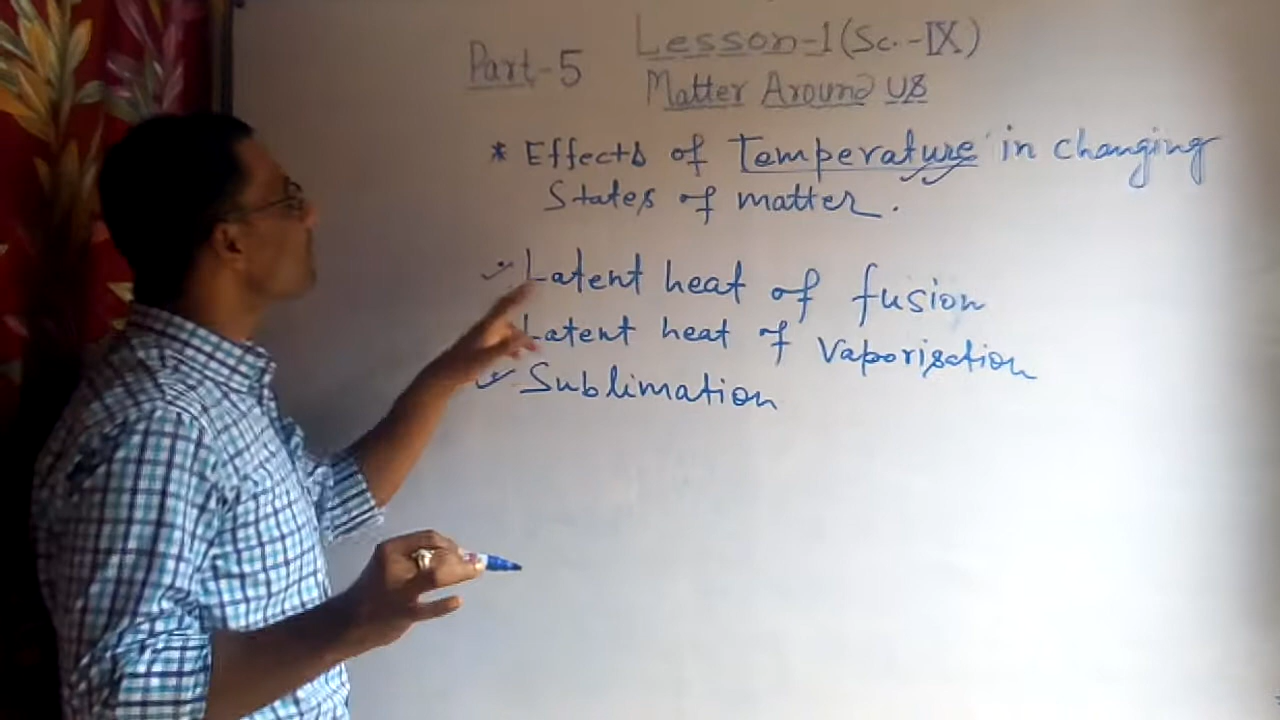 Part-5
Lesson-1 (Sc.-IX)
Matter Around us
* Effects of Temperature in changing
States of matter.
Latent heat of fusion
Latent heat of Vaporisation
Sublimation